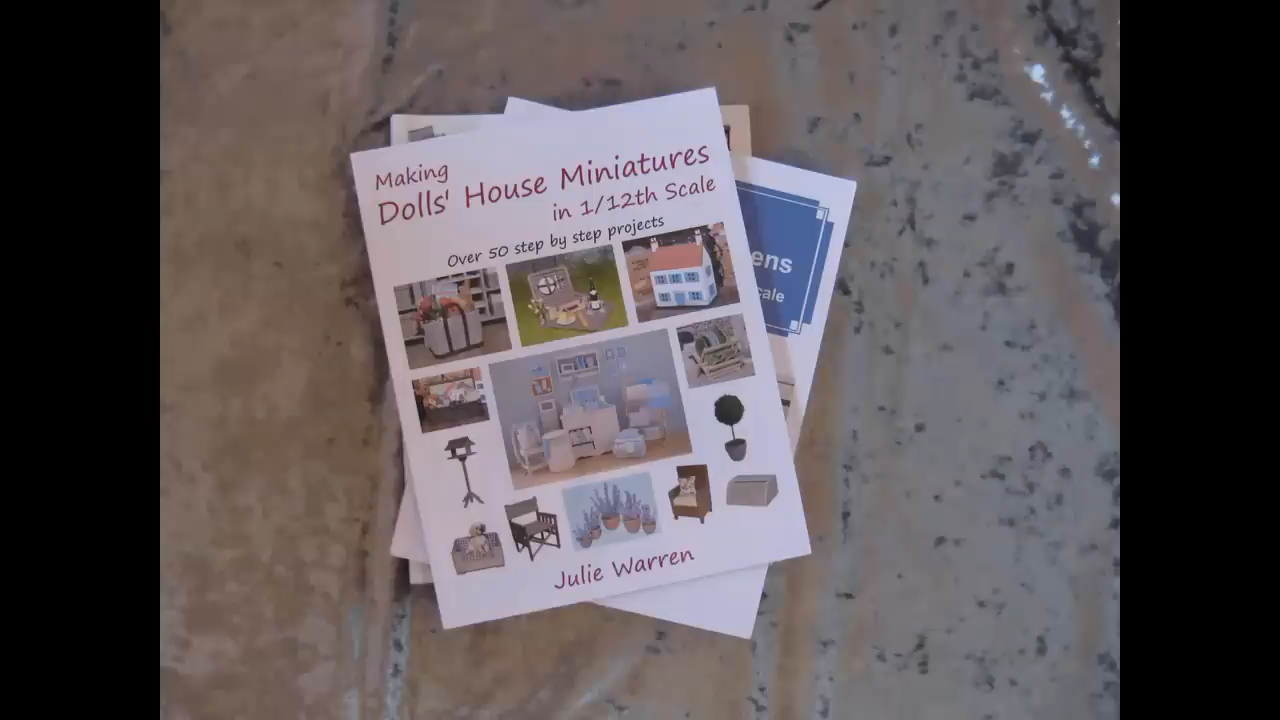 Making
Dolls' House Miniatures
in 1/12th Scale
Over 50 step by step projects
Julie Warren
ens
cale